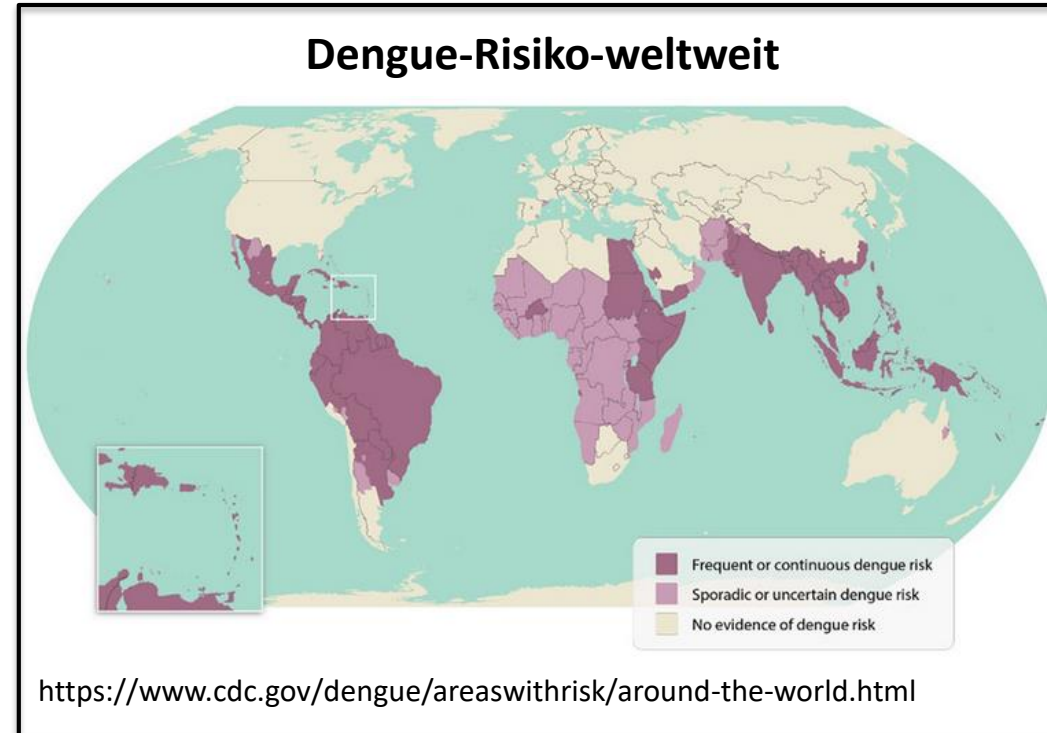 Dengue-Risiko-weltweit
Frequent or continuous dengue risk
Sporadic or uncertain dengue risk
No evidence of dengue risk
https://www.cdc.gov/dengue/areaswithrisk/around-the-world.html